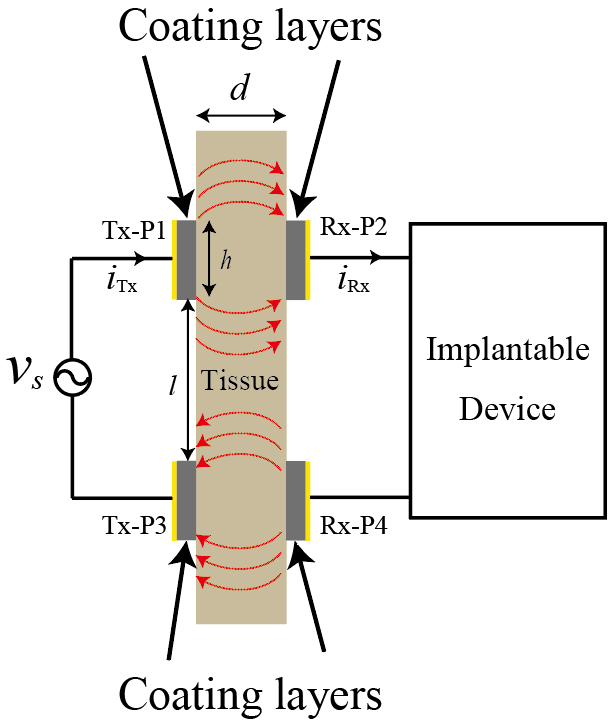 Coating layers
d
Tx-P1
Rx-P2
h
iTx
iRx
vs
l
Tissue
Implantable
Device
Tx-P3
Rx-P4
Coating layers